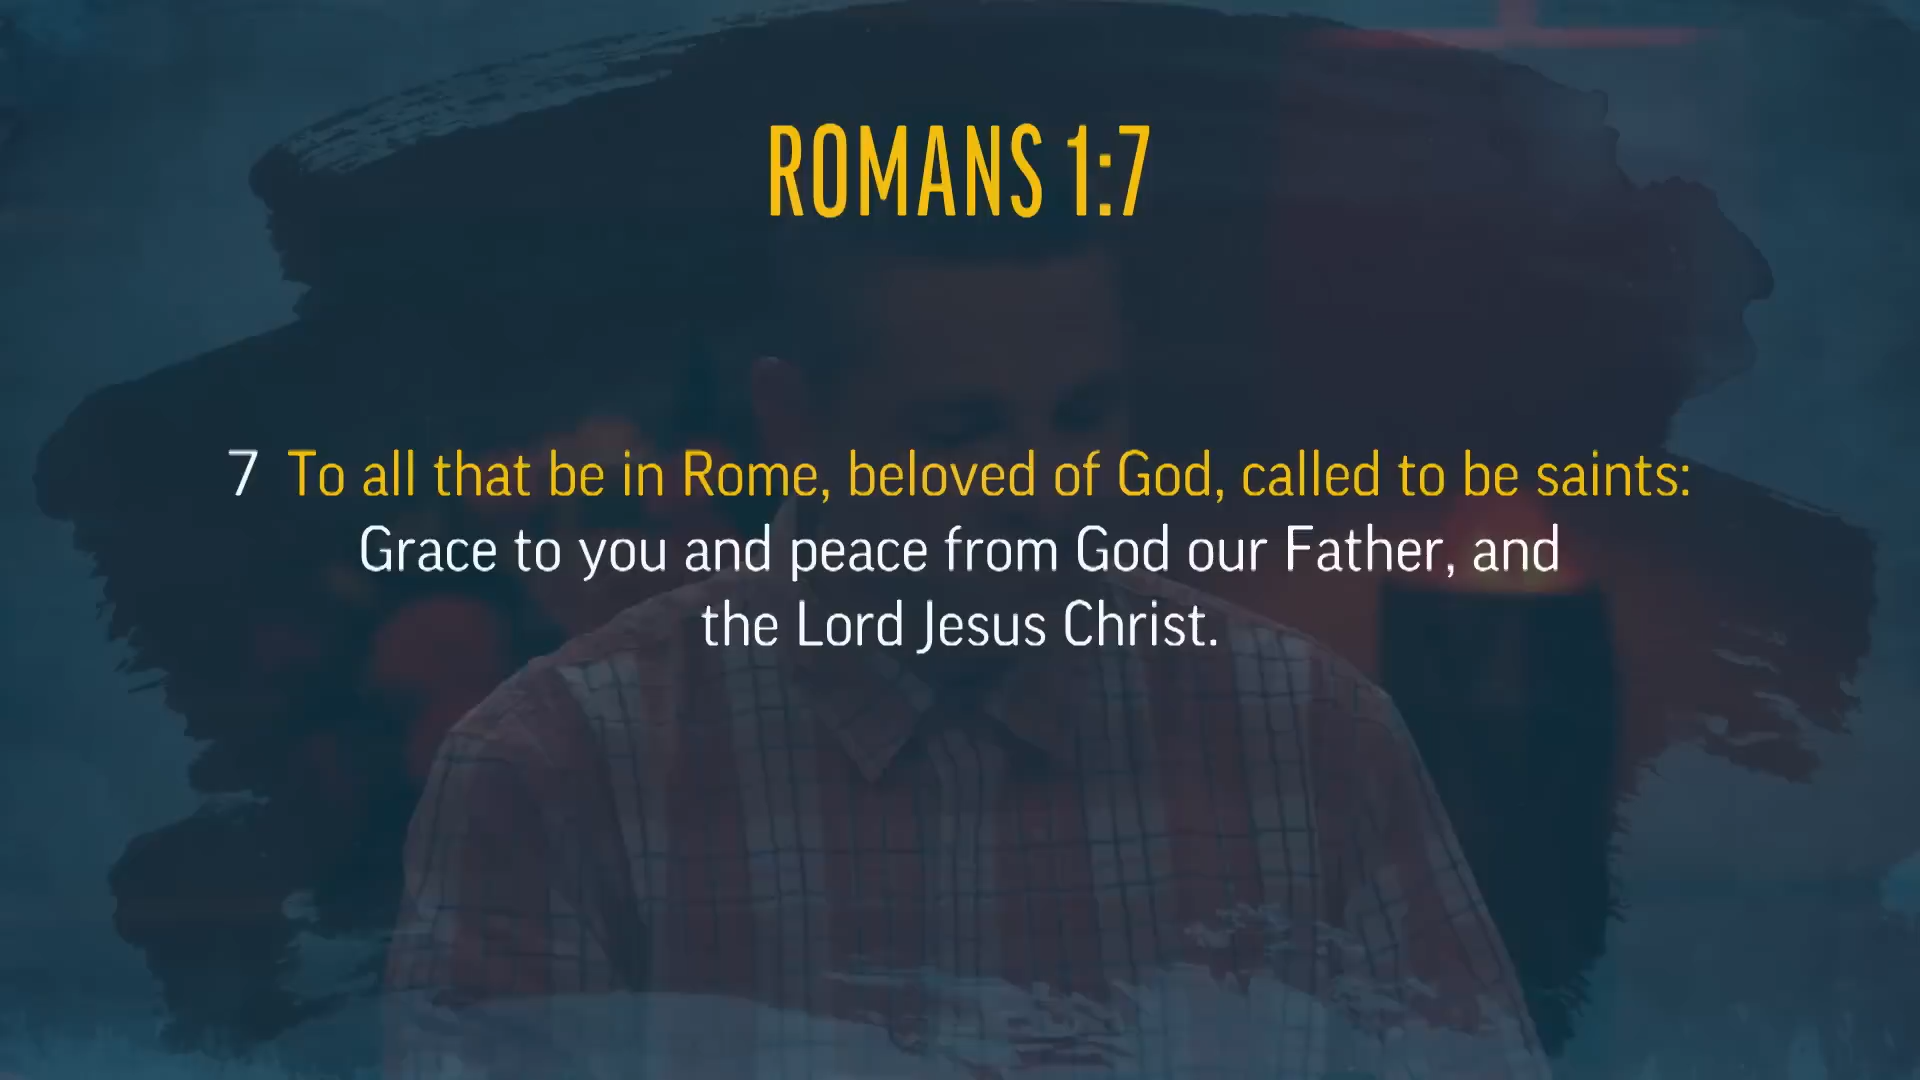 ROMANS 1:7
7 To all that be in Rome, beloved of God, called to be saints:
Grace to you and peace from God our Father, and
the Lord Jesus Christ.